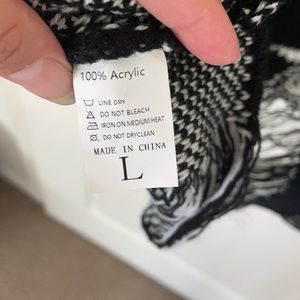 100% Acrylic
LINE DRY
DO NOT BLEACH
IRON ON MEDIUM HEAT
DO NOT DRYCLEAN
MADE IN CHINA
L